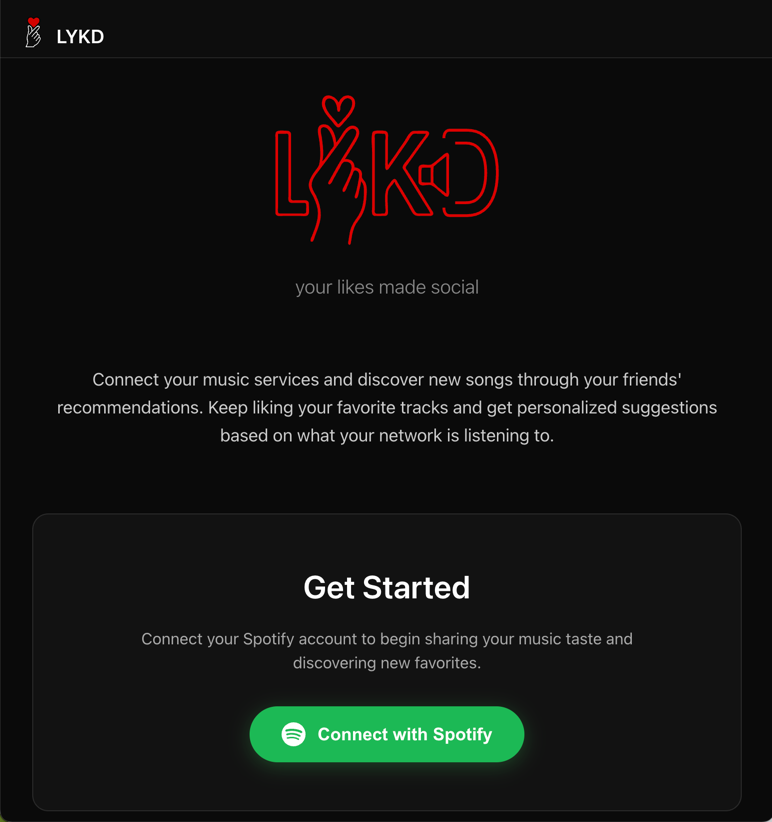 LYKD
LYKD
your likes made social
Connect your music services and discover new songs through your friends'
recommendations. Keep liking your favorite tracks and get personalized suggestions
based on what your network is listening to.
Get Started
Connect your Spotify account to begin sharing your music taste and
discovering new favorites.
Connect with Spotify